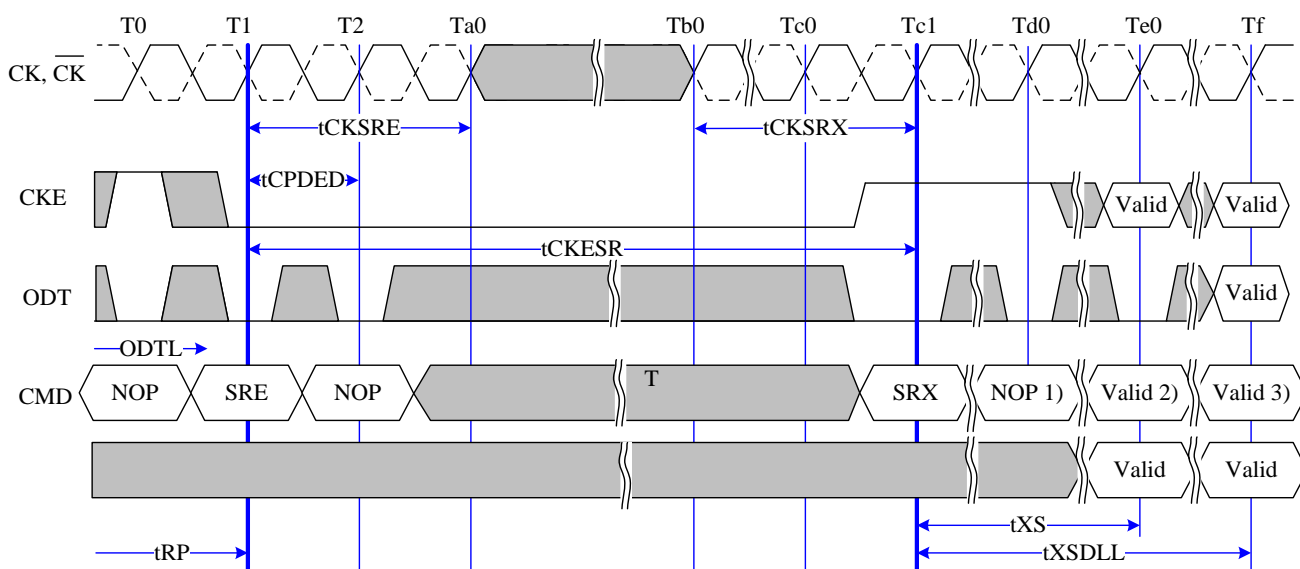 T0 T1 T2 Ta0 Tb0 Tc0 Tc1 Td0 Te0 Tf
CK, CK
tCKSRE tCKSRX
tCPDED
CKE Valid Valid
tCKESR
ODT Valid
ODTL
T
CMD NOP SRE NOP SRX NOP 1) Valid 2) Valid 3)
Valid Valid
tXS
tRP tXSDLL